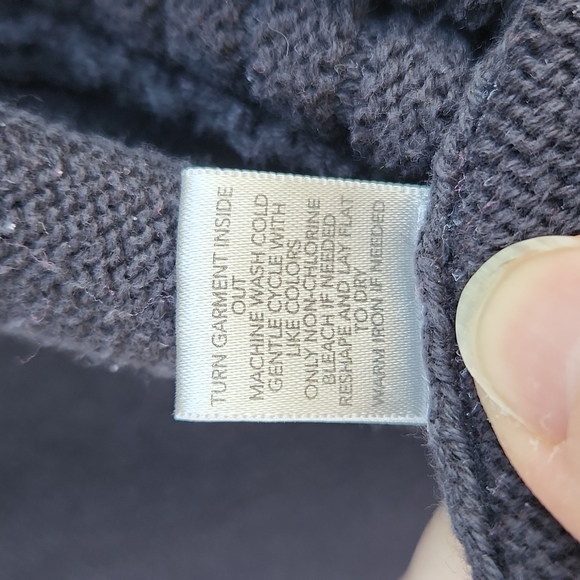 TURN GARMENT INSIDE
OUT
MACHINE WASH COLD
GENTLE CYCLE WITH
LIKE COLORS
ONLY NON-CHLORINE
BLEACH IF NEEDED
RESHAPE AND LAY FLAT
TO DRY
WARM IRON IF NEEDED